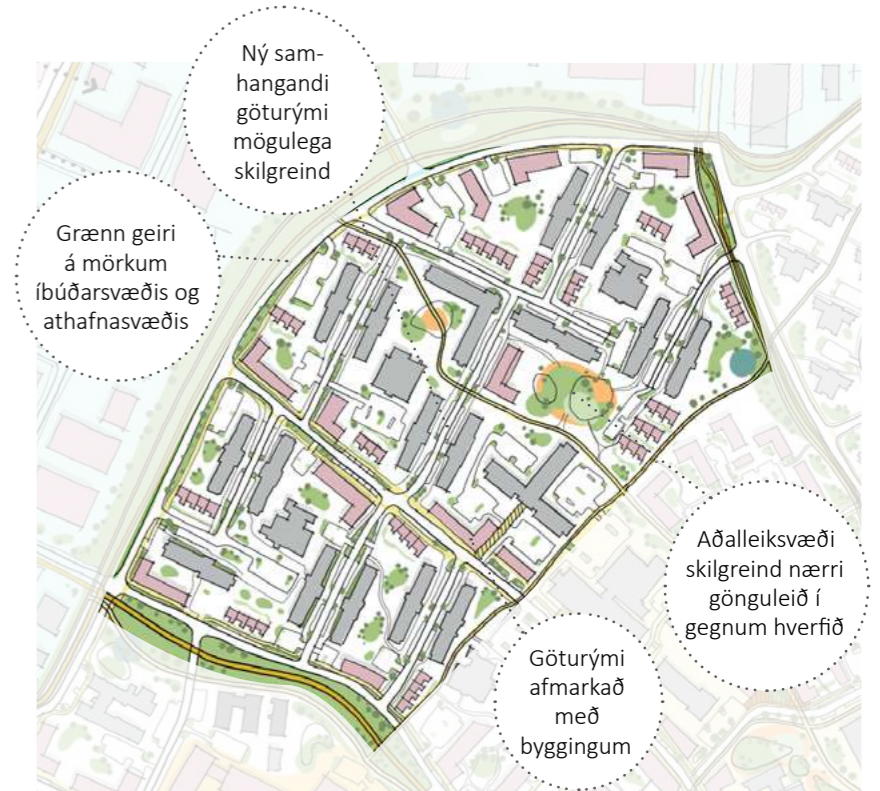 Ný sam-
hangandi
göturými
mögulega
skilgreind
Grænn geiri
á mörkum
íbúðarsvæðis og
athafnasvæðis
Aðalleiksvæði
skilgreind nærri
gönguleið í
gegnum hverfið
Göturými
afmarkað
með
byggingum